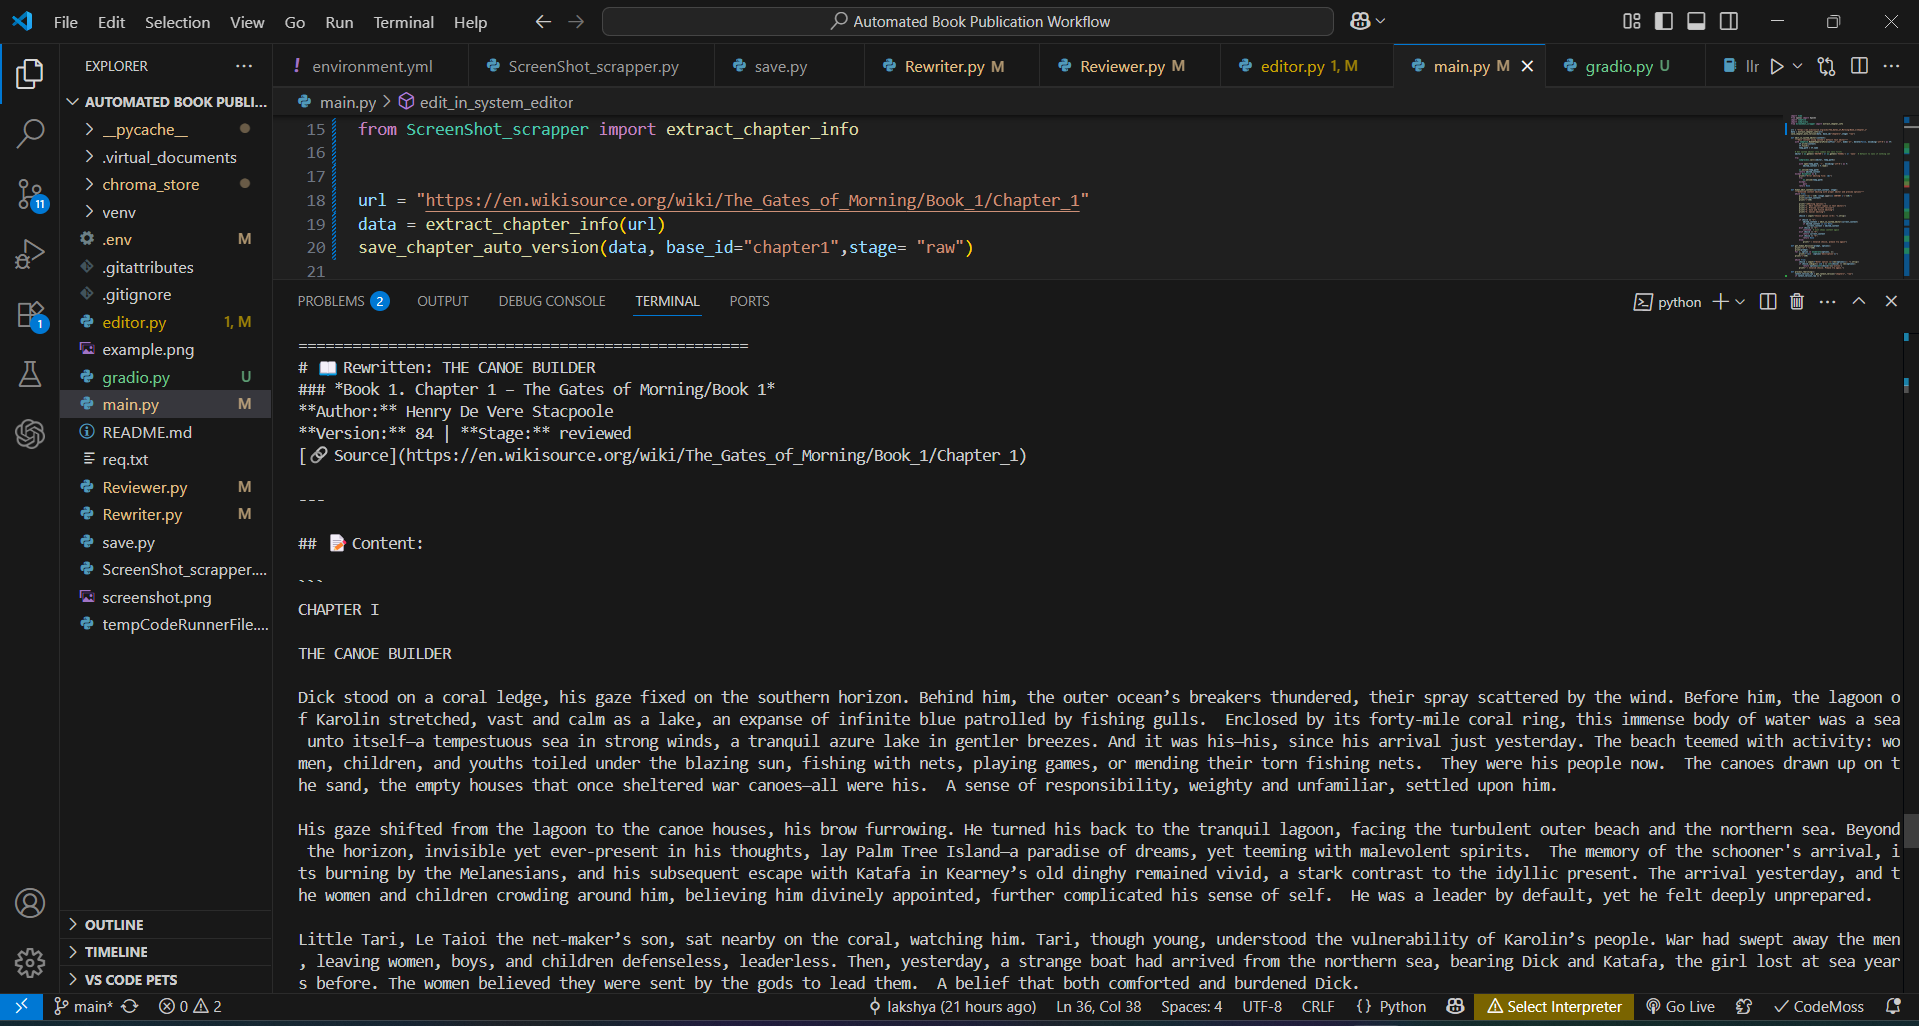 File Edit Selection View Go Run Terminal Help
Automated Book Publication Workflow
EXPLORER
AUTOMATED BOOK PUBLI...
__pycache__
.virtual_documents
chroma_store
venv
.env M
.gitattributes
.gitignore
editor.py 1, M
example.png
gradio.py U
main.py M
README.md
req.txt
Reviewer.py M
Rewriter.py M
save.py
ScreenShot_scrapper....
screenshot.png
tempCodeRunnerFile....
OUTLINE
TIMELINE
VS CODE PETS
11
1
! environment.yml ScreenShot_scrapper.py save.py Rewriter.py M Reviewer.py M editor.py 1, M main.py M gradio.py U llr
main.py > edit_in_system_editor
15 from ScreenShot_scrapper import extract_chapter_info
16
17
18 url = "https://en.wikisource.org/wiki/The_Gates_of_Morning/Book_1/Chapter_1"
19 data = extract_chapter_info(url)
20 save_chapter_auto_version(data, base_id="chapter1",stage= "raw")
21
PROBLEMS 2 OUTPUT DEBUG CONSOLE TERMINAL PORTS
python
==================================================
# 📖 Rewritten: THE CANOE BUILDER
### *Book 1. Chapter 1 – The Gates of Morning/Book 1*
**Author:** Henry De Vere Stacpoole
**Version:** 84 | **Stage:** reviewed
[🔗 Source](https://en.wikisource.org/wiki/The_Gates_of_Morning/Book_1/Chapter_1)
---
## 📝 Content:
```
CHAPTER I
THE CANOE BUILDER
Dick stood on a coral ledge, his gaze fixed on the southern horizon. Behind him, the outer ocean’s breakers thundered, their spray scattered by the wind. Before him, the lagoon o
f Karolin stretched, vast and calm as a lake, an expanse of infinite blue patrolled by fishing gulls.  Enclosed by its forty-mile coral ring, this immense body of water was a sea
unto itself—a tempestuous sea in strong winds, a tranquil azure lake in gentler breezes. And it was his—his, since his arrival just yesterday. The beach teemed with activity: wo
men, children, and youths toiled under the blazing sun, fishing with nets, playing games, or mending their torn fishing nets.  They were his people now.  The canoes drawn up on t
he sand, the empty houses that once sheltered war canoes—all were his.  A sense of responsibility, weighty and unfamiliar, settled upon him.
His gaze shifted from the lagoon to the canoe houses, his brow furrowing. He turned his back to the tranquil lagoon, facing the turbulent outer beach and the northern sea. Beyond
the horizon, invisible yet ever-present in his thoughts, lay Palm Tree Island—a paradise of dreams, yet teeming with malevolent spirits.  The memory of the schooner's arrival, i
ts burning by the Melanesians, and his subsequent escape with Katafa in Kearney’s old dinghy remained vivid, a stark contrast to the idyllic present. The arrival yesterday, and t
he women and children crowding around him, believing him divinely appointed, further complicated his sense of self.  He was a leader by default, yet he felt deeply unprepared.
Little Tari, Le Taioi the net-maker’s son, sat nearby on the coral, watching him. Tari, though young, understood the vulnerability of Karolin’s people. War had swept away the men
, leaving women, boys, and children defenseless, leaderless. Then, yesterday, a strange boat had arrived from the northern sea, bearing Dick and Katafa, the girl lost at sea year
s before. The women believed they were sent by the gods to lead them.  A belief that both comforted and burdened Dick.
main* 0 2 lakshya (21 hours ago) Ln 36, Col 38 Spaces: 4 UTF-8 CRLF {} Python Select Interpreter Go Live CodeMoss